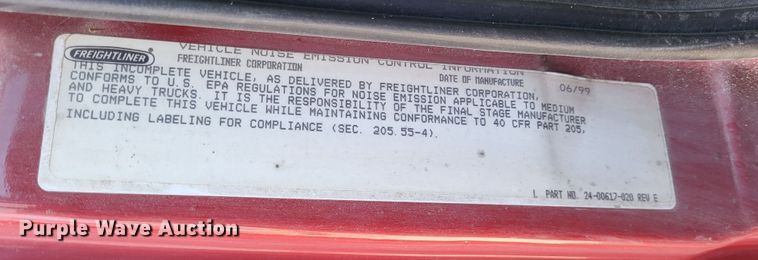 FREIGHTLINER
VEHICLE NOISE EMISSION CONTROL INFORMATION
FREIGHTLINER CORPORATION
DATE OF MANUFACTURE 06/99
THIS INCOMPLETE VEHICLE, AS DELIVERED BY FREIGHTLINER CORPORATION,
CONFORMS TO U.S. EPA REGULATIONS FOR NOISE EMISSION APPLICABLE TO MEDIUM
AND HEAVY TRUCKS. IT IS THE RESPONSIBILITY OF THE FINAL STAGE MANUFACTURER
TO COMPLETE THIS VEHICLE WHILE MAINTAINING CONFORMANCE TO 40 CFR PART 205,
INCLUDING LABELING FOR COMPLIANCE (SEC. 205.55-4).
L PART NO. 24-00617-020 REV E
Purple Wave Auction
Purple Wave Auction